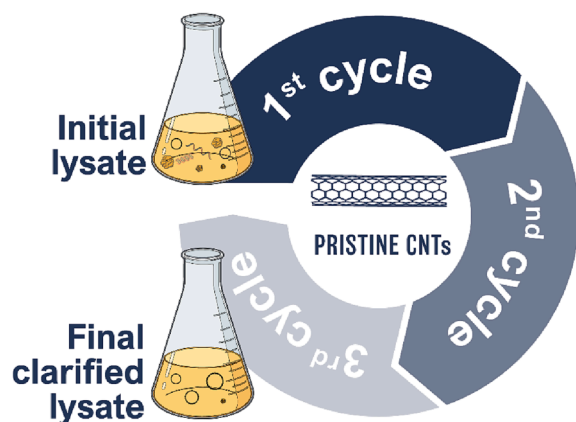 Initial
lysate
1st cycle
2nd cycle
3rd cycle
PRISTINE CNTs
Final
clarified
lysate